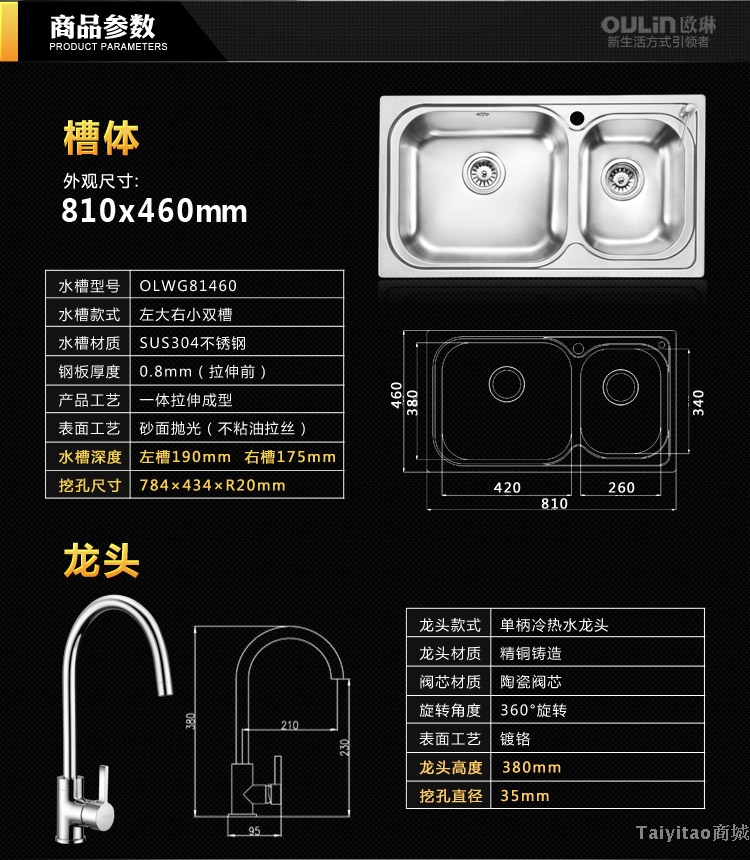 商品参数
PRODUCT PARAMETERS
OULIN 欧琳
新生活方式引领者
槽体
外观尺寸:
810x460mm
水槽型号 OLWG81460
水槽款式 左大右小双槽
水槽材质 SUS304不锈钢
钢板厚度 0.8mm（拉伸前）
产品工艺 一体拉伸成型
表面工艺 砂面抛光（不粘油拉丝）
水槽深度 左槽190mm 右槽175mm
挖孔尺寸 784×434×R20mm
460
380
340
420
260
810
龙头
380
210
230
95
龙头款式 单柄冷热水龙头
龙头材质 精铜铸造
阀芯材质 陶瓷阀芯
旋转角度 360°旋转
表面工艺 镀铬
龙头高度 380mm
挖孔直径 35mm
Taiyitao商城